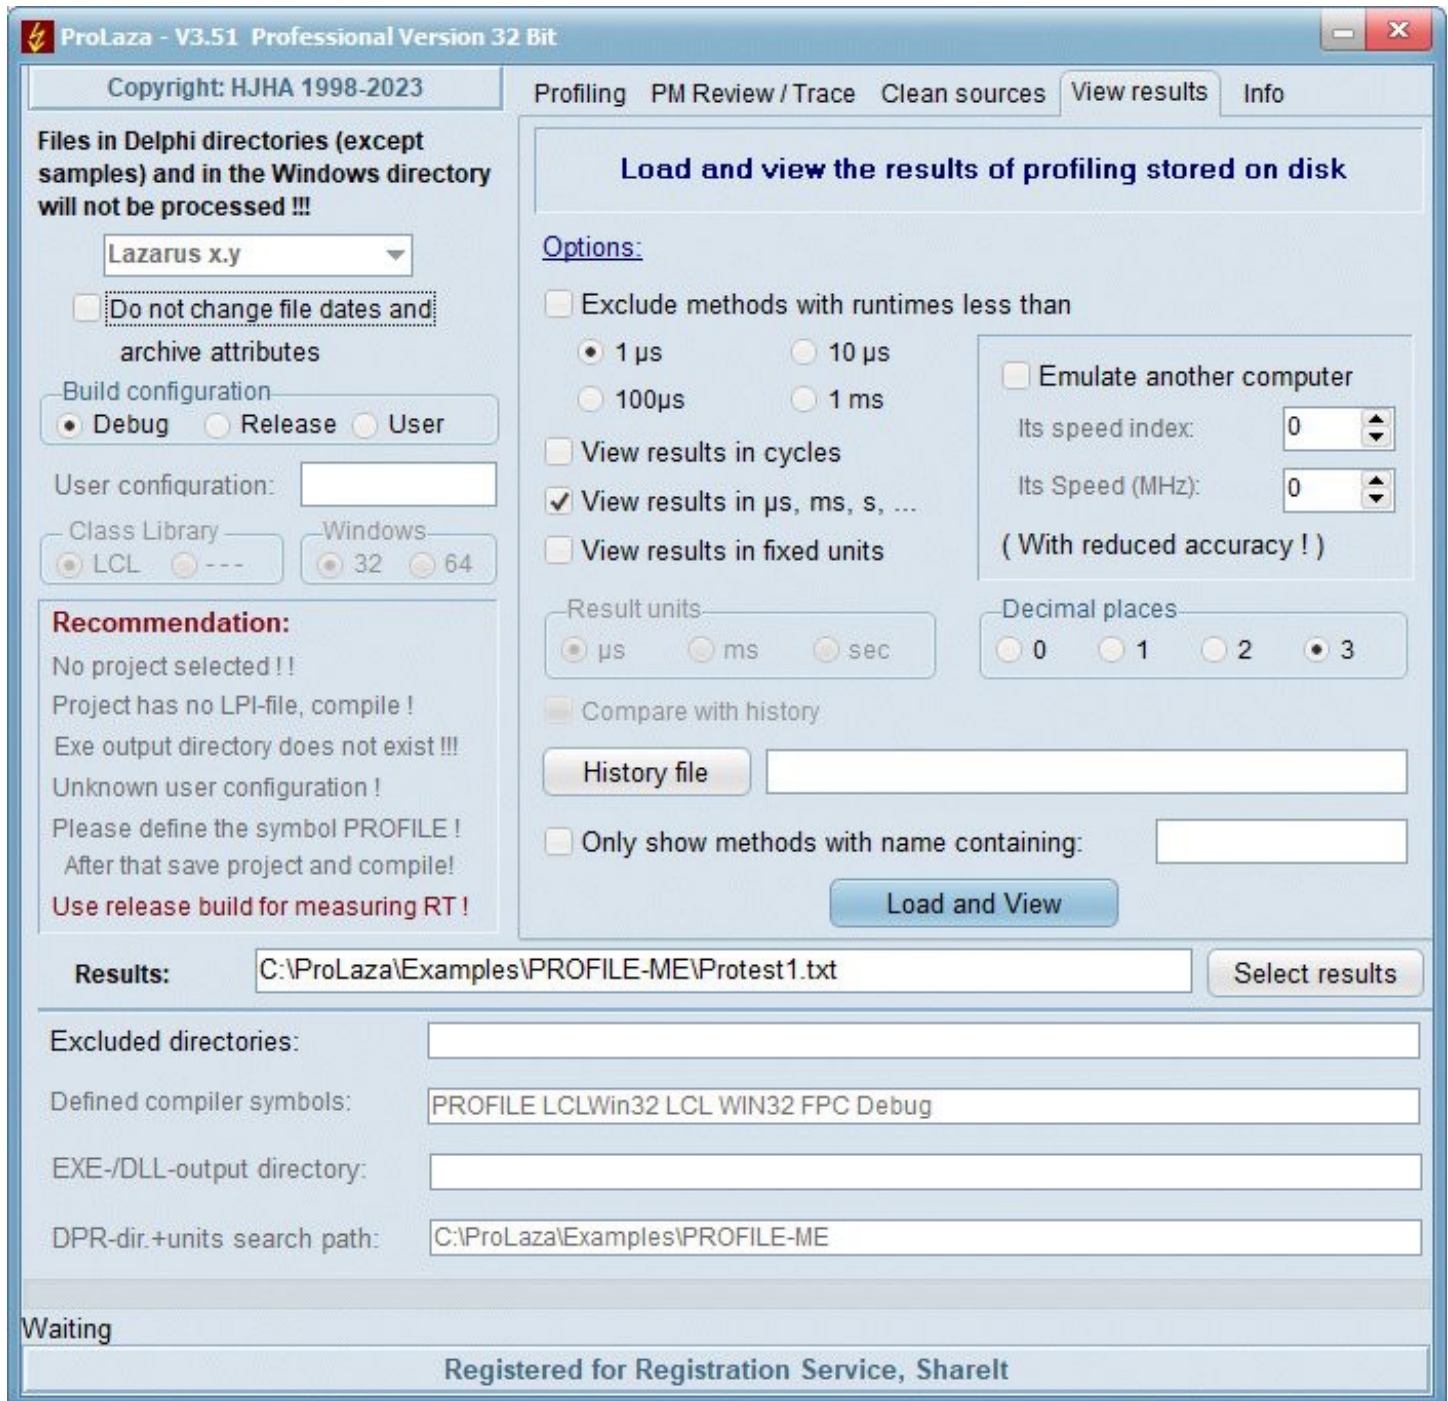 ProLaza - V3.51 Professional Version 32 Bit
Copyright: HJHA 1998-2023
Files in Delphi directories (except
samples) and in the Windows directory
will not be processed !!!
Lazarus x.y
Do not change file dates and
archive attributes
Build configuration
Debug Release User
User configuration:
Class Library
LCL ---
Windows
32 64
Recommendation:
No project selected ! !
Project has no LPI-file, compile !
Exe output directory does not exist !!!
Unknown user configuration !
Please define the symbol PROFILE !
After that save project and compile!
Use release build for measuring RT !
Profiling PM Review / Trace Clean sources View results Info
Load and view the results of profiling stored on disk
Options:
Exclude methods with runtimes less than
1 µs 10 µs
100µs 1 ms
View results in cycles
View results in µs, ms, s, ...
View results in fixed units
Emulate another computer
Its speed index: 0
Its Speed (MHz): 0
( With reduced accuracy ! )
Result units
µs ms sec
Decimal places
0 1 2 3
Compare with history
History file
Only show methods with name containing:
Load and View
Results: C:\ProLaza\Examples\PROFILE-ME\Protest1.txt Select results
Excluded directories:
Defined compiler symbols: PROFILE LCLWin32 LCL WIN32 FPC Debug
EXE-/DLL-output directory:
DPR-dir.+units search path: C:\ProLaza\Examples\PROFILE-ME
Waiting
Registered for Registration Service, ShareIt